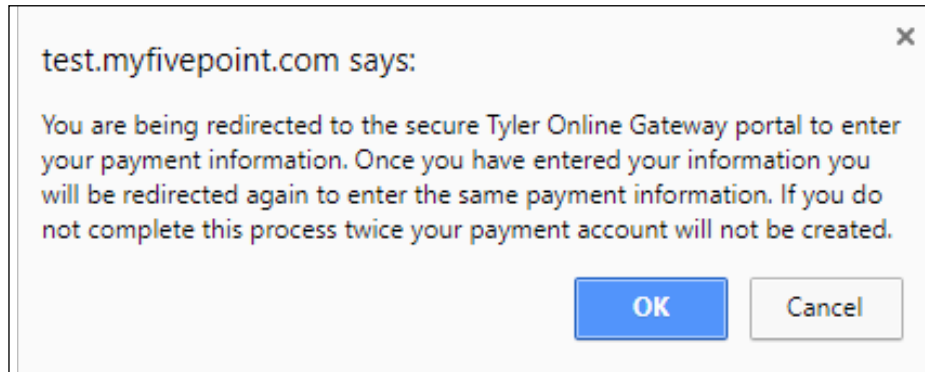 test.myfivepoint.com says:
You are being redirected to the secure Tyler Online Gateway portal to enter
your payment information. Once you have entered your information you
will be redirected again to enter the same payment information. If you do
not complete this process twice your payment account will not be created.
OK Cancel